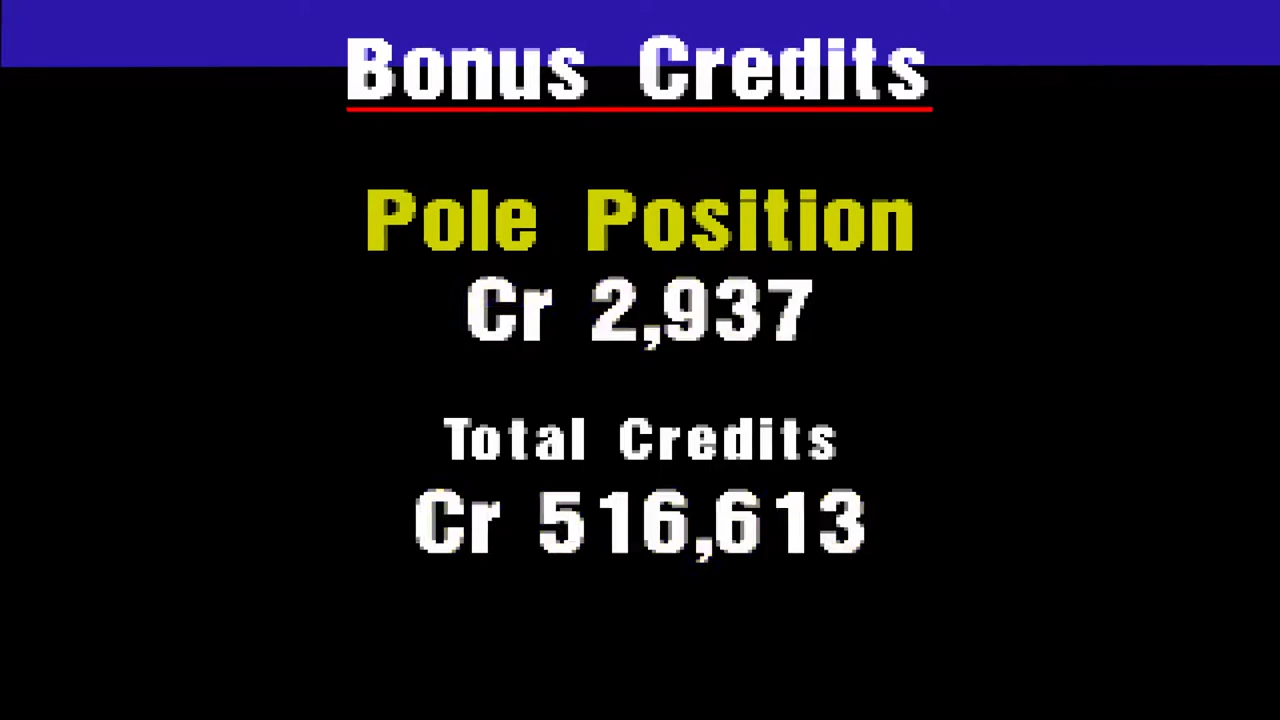 Bonus Credits
Pole Position
Cr 2,937
Total Credits
Cr 516,613